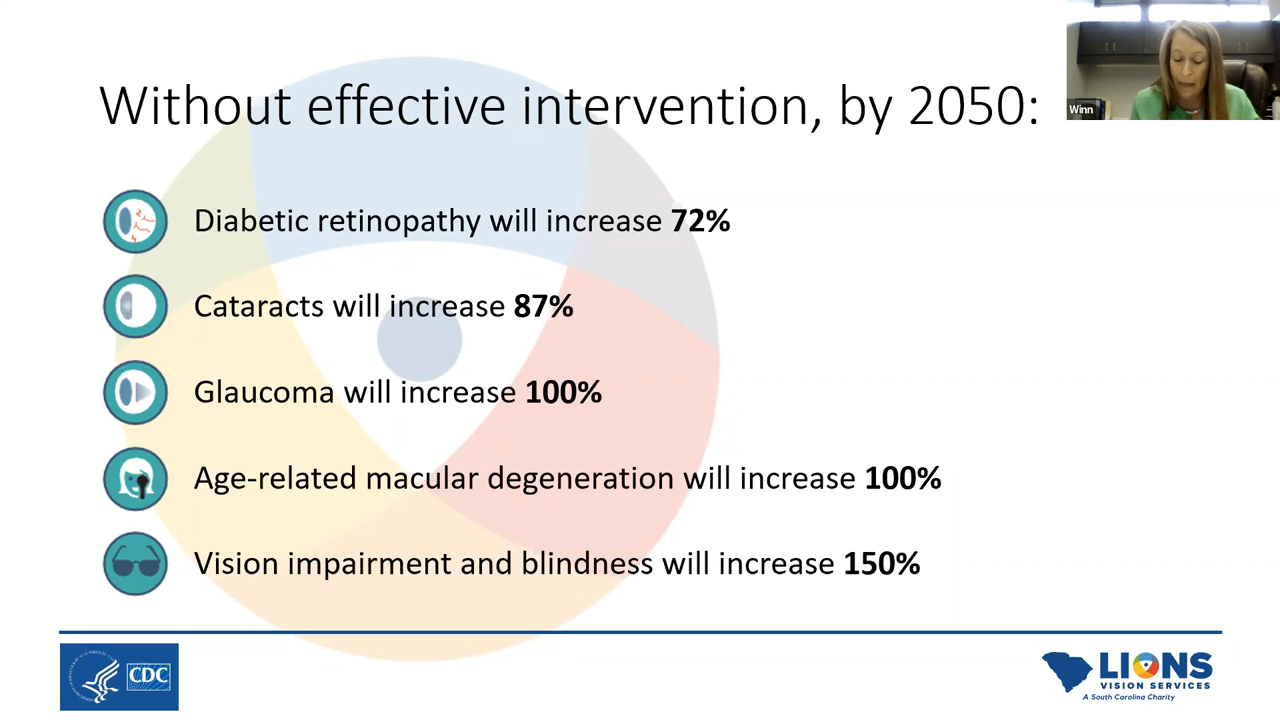 Without effective intervention, by 2050:
Winn
Diabetic retinopathy will increase 72%
Cataracts will increase 87%
Glaucoma will increase 100%
Age-related macular degeneration will increase 100%
Vision impairment and blindness will increase 150%
CDC
LIONS
VISION SERVICES
A South Carolina Charity